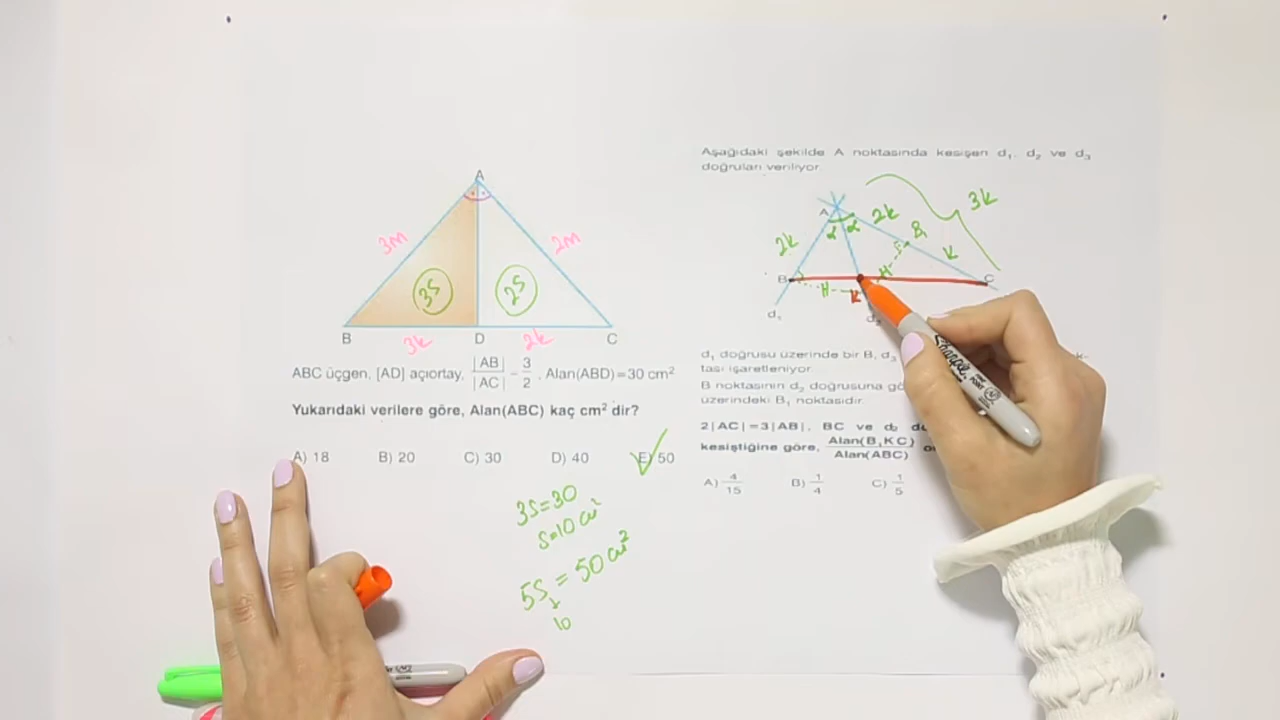 A
3m
2m
3S
2S
B
3k
D
2k
C
ABC üçgen, [AD] açıortay, |AB| / |AC| = 3/2, Alan(ABD)=30 cm²
Yukarıdaki verilere göre, Alan(ABC) kaç cm² dir?
A) 18 B) 20 C) 30 D) 40 E) 50
3S=30
S=10 cm²
5S = 50 cm²
10
Aşağıdaki şekilde A noktasında kesişen d₁, d₂ ve d₃
doğruları veriliyor.
A
2k
3k
2k
B₁
α α
k
B
H
H
K
C
d₁
d₁ doğrusu üzerinde bir B, d₃
tası işaretleniyor.
B noktasının d₂ doğrusuna
üzerindeki B₁ noktasıdır.
2|AC|=3|AB|, BC ve d₂
kesiştiğine göre, Alan(B₁KC) / Alan(ABC)
A) 4/15 B) 1/4 C) 1/5
Sharpie